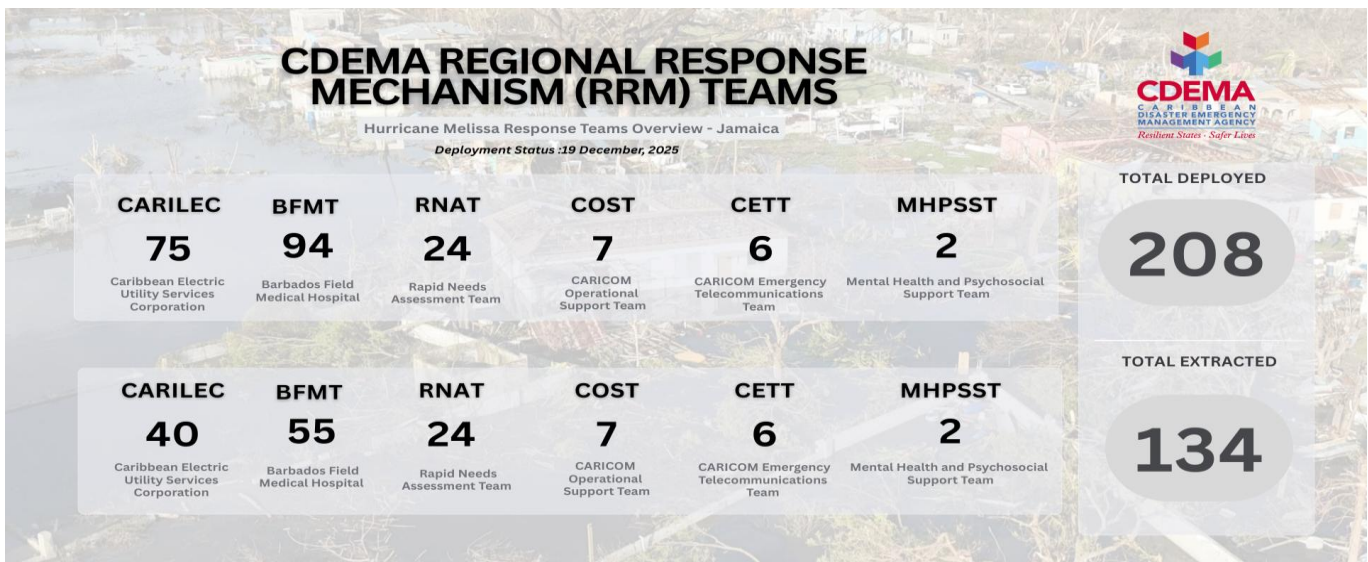 CDEMA REGIONAL RESPONSE
MECHANISM (RRM) TEAMS
Hurricane Melissa Response Teams Overview - Jamaica
Deployment Status :19 December, 2025
CDEMA
CARIBBEAN
DISASTER EMERGENCY
MANAGEMENT AGENCY
Resilient States - Safer Lives
CARILEC
75
Caribbean Electric
Utility Services
Corporation
BFMT
94
Barbados Field
Medical Hospital
RNAT
24
Rapid Needs
Assessment Team
COST
7
CARICOM
Operational
Support Team
CETT
6
CARICOM Emergency
Telecommunications
Team
MHPSST
2
Mental Health and Psychosocial
Support Team
TOTAL DEPLOYED
208
CARILEC
40
Caribbean Electric
Utility Services
Corporation
BFMT
55
Barbados Field
Medical Hospital
RNAT
24
Rapid Needs
Assessment Team
COST
7
CARICOM
Operational
Support Team
CETT
6
CARICOM Emergency
Telecommunications
Team
MHPSST
2
Mental Health and Psychosocial
Support Team
TOTAL EXTRACTED
134